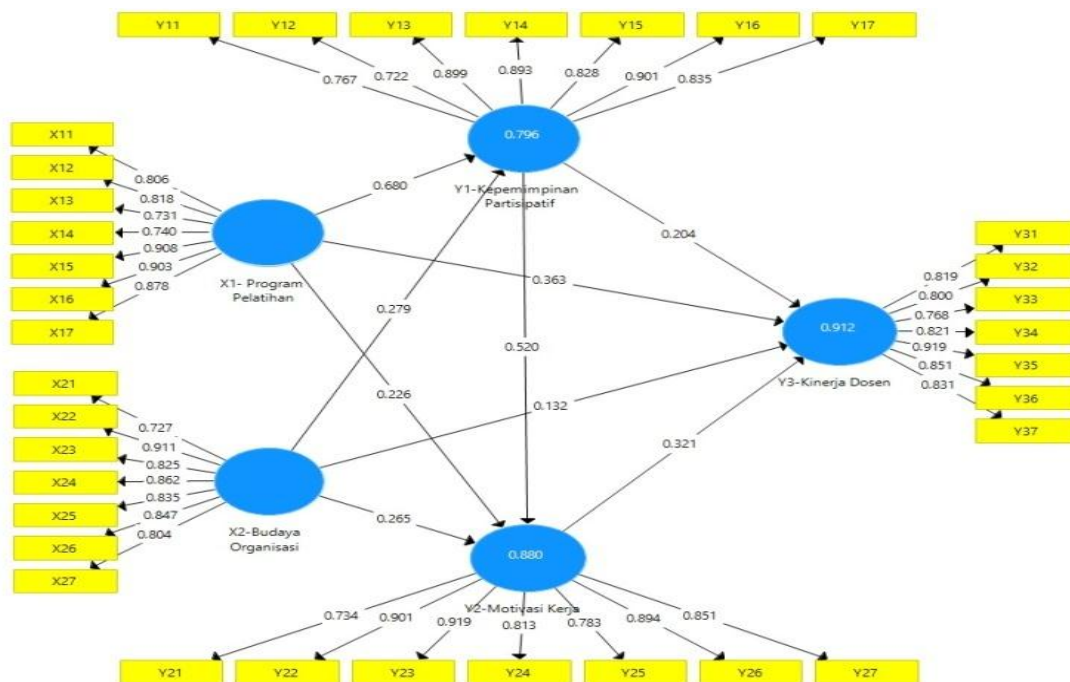 Y11 Y12 Y13 Y14 Y15 Y16 Y17
0.767 0.722 0.899 0.893 0.828 0.901 0.835
0.796
Y1-Kepemimpinan
Partisipatif
X11
X12
X13
X14
X15
X16
X17
0.806
0.818
0.731
0.740
0.908
0.903
0.878
X1- Program
Pelatihan
0.680
0.279
0.226
0.363
0.520
0.204
0.132
0.265
0.321
X21
X22
X23
X24
X25
X26
X27
0.727
0.911
0.825
0.862
0.835
0.847
0.804
X2-Budaya
Organisasi
0.912
Y3-Kinerja Dosen
0.819
0.800
0.768
0.821
0.919
0.851
0.831
Y31
Y32
Y33
Y34
Y35
Y36
Y37
0.880
Y2-Motivasi Kerja
0.734 0.901 0.919 0.813 0.783 0.894 0.851
Y21 Y22 Y23 Y24 Y25 Y26 Y27